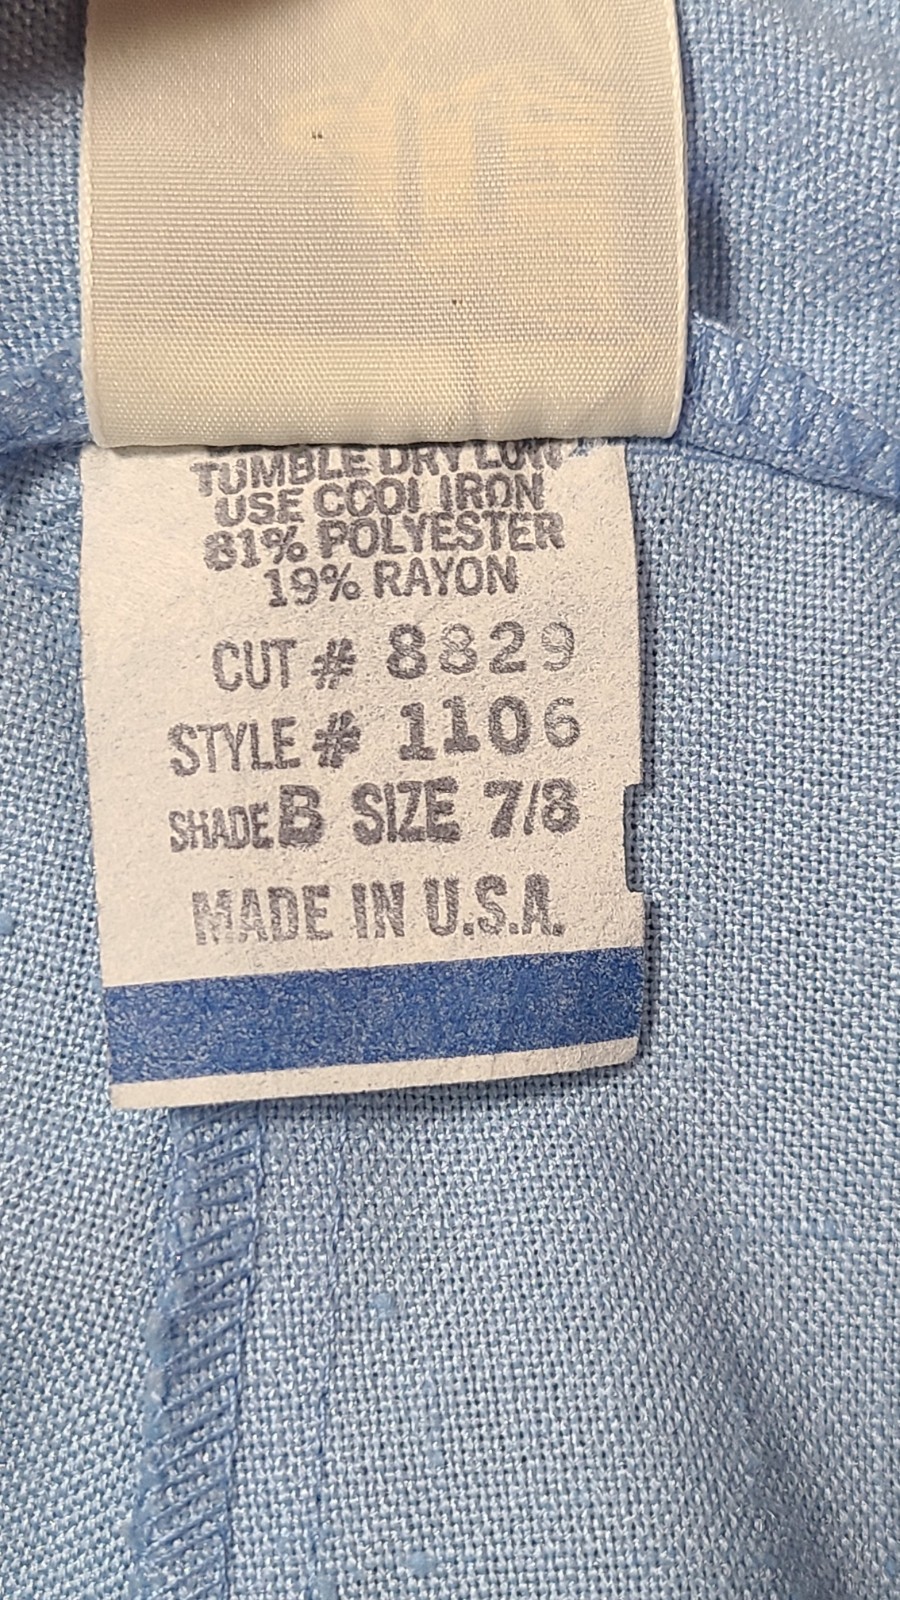 TUMBLE DRY LOW
USE COOL IRON
81% POLYESTER
19% RAYON
CUT # 8829
STYLE # 1106
SHADE B SIZE 7/8
MADE IN U.S.A.